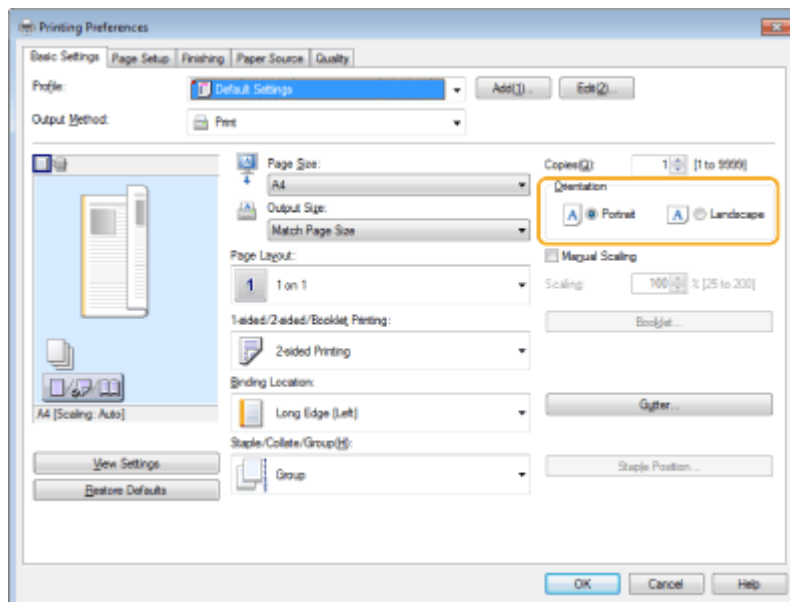 Printing Preferences
Basic Settings Page Setup Finishing Paper Source Quality
Profile: Default Settings Add(1)... Edit(2)...
Output Method: Print
Page Size: Copies(Q): 1 [1 to 9999]
A4 Orientation
Output Size: A Portrait A Landscape
Match Page Size
Page Layout: Manual Scaling
1 1 on 1 Scaling: 100 % [25 to 200]
1-sided/2-sided/Booklet Printing: Booklet...
2-sided Printing
Binding Location:
A4 [Scaling: Auto] Long Edge (Left) Gutter...
Staple/Collate/Group(H):
View Settings Group Staple Position...
Restore Defaults
OK Cancel Help